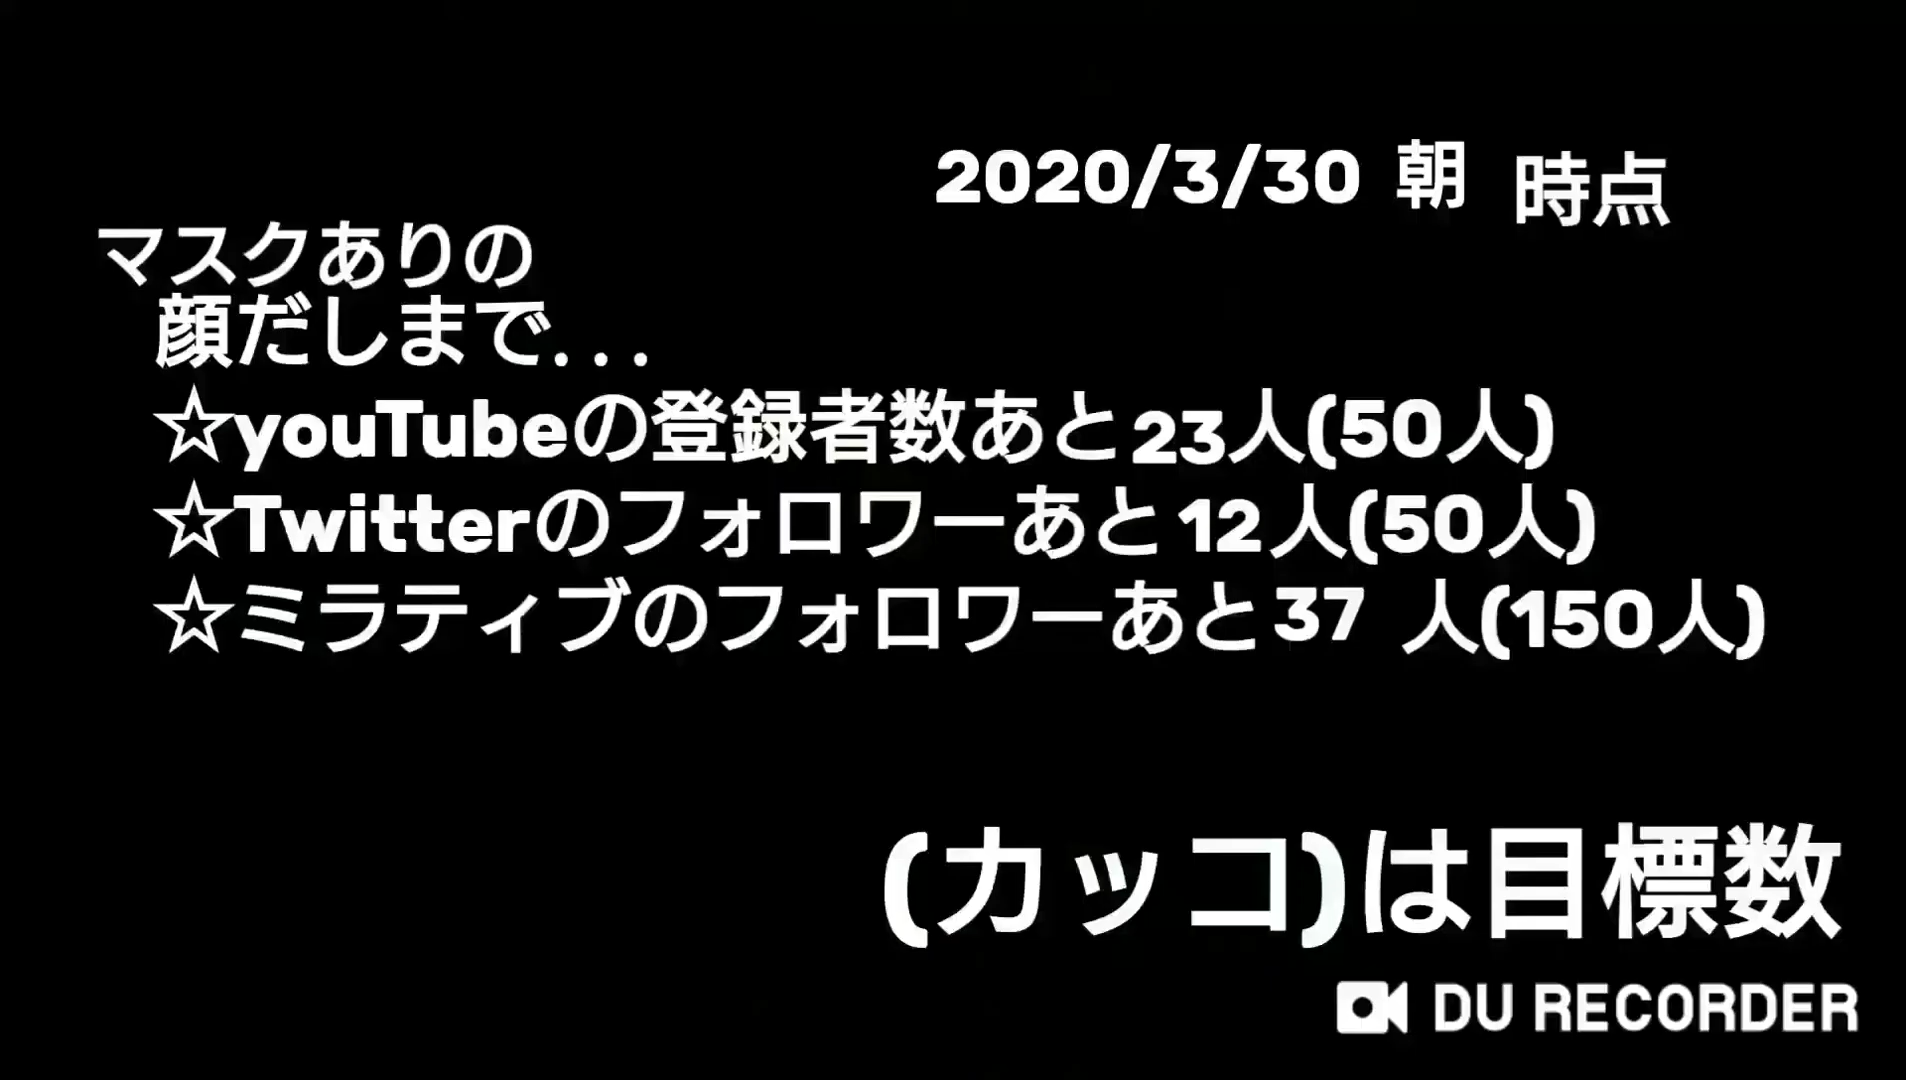 2020/3/30 朝 時点
マスクありの
顔だしまで...
☆youTubeの登録者数あと23人(50人)
☆Twitterのフォロワーあと12人(50人)
☆ミラティブのフォロワーあと37 人(150人)
(カッコ)は目標数
DU RECORDER